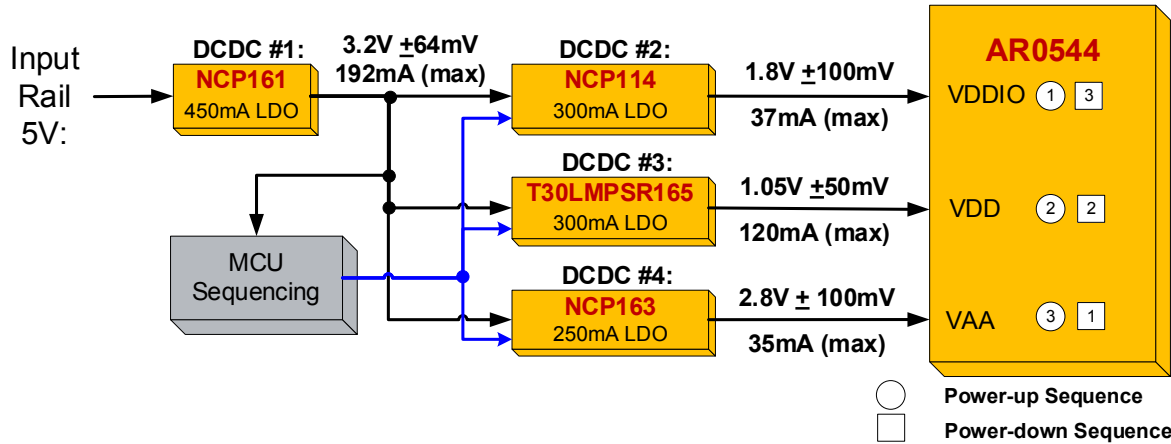 Input
Rail
5V:
DCDC #1:
NCP161
450mA LDO
3.2V ±64mV
192mA (max)
MCU
Sequencing
DCDC #2:
NCP114
300mA LDO
1.8V ±100mV
37mA (max)
DCDC #3:
T30LMPSR165
300mA LDO
1.05V ±50mV
120mA (max)
DCDC #4:
NCP163
250mA LDO
2.8V ± 100mV
35mA (max)
AR0544
VDDIO 1 3
VDD 2 2
VAA 3 1
Power-up Sequence
Power-down Sequence